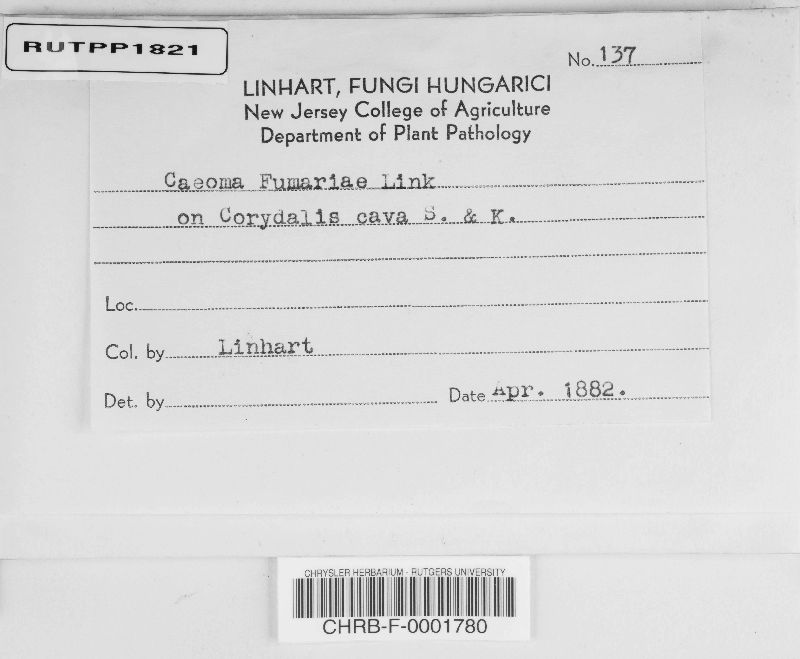 RUTPP1821
No. 137
LINHART, FUNGI HUNGARICI
New Jersey College of Agriculture
Department of Plant Pathology
Caeoma Fumariae Link
on Corydalis cava S. & K.
Loc.
Col. by Linhart
Det. by
Date Apr. 1882.
CHRYSLER HERBARIUM - RUTGERS UNIVERSITY
CHRB-F-0001780